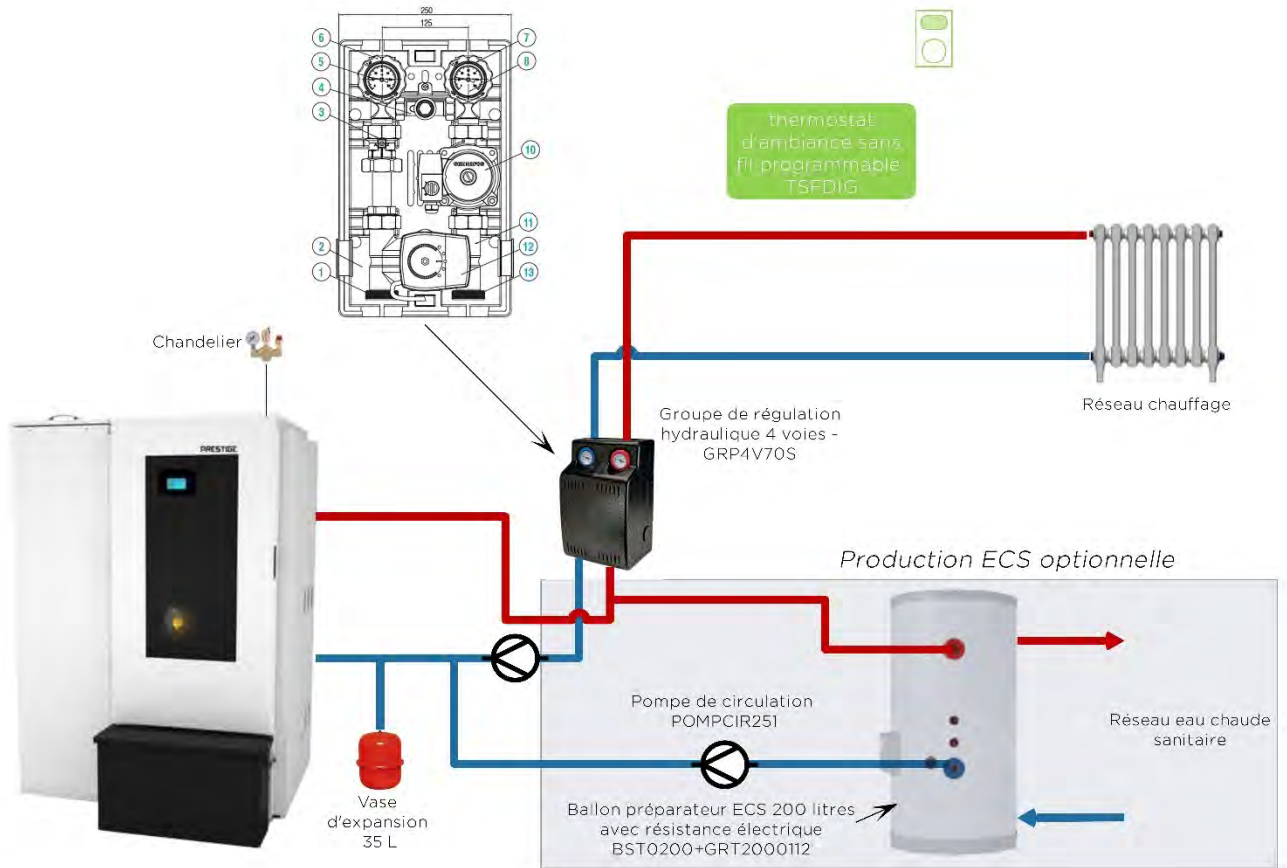 250
125
6
7
5
8
4
3
10
11
2
12
1
13
thermostat
d'ambiance sans
fil programmable
TSFDIG
Chandelier
PRESTIGE
Groupe de régulation
hydraulique 4 voies -
GRP4V70S
Réseau chauffage
Production ECS optionnelle
Pompe de circulation
POMPCIR251
Réseau eau chaude
sanitaire
Vase
d'expansion
35 L
Ballon préparateur ECS 200 litres
avec résistance électrique
BST0200+GRT2000112